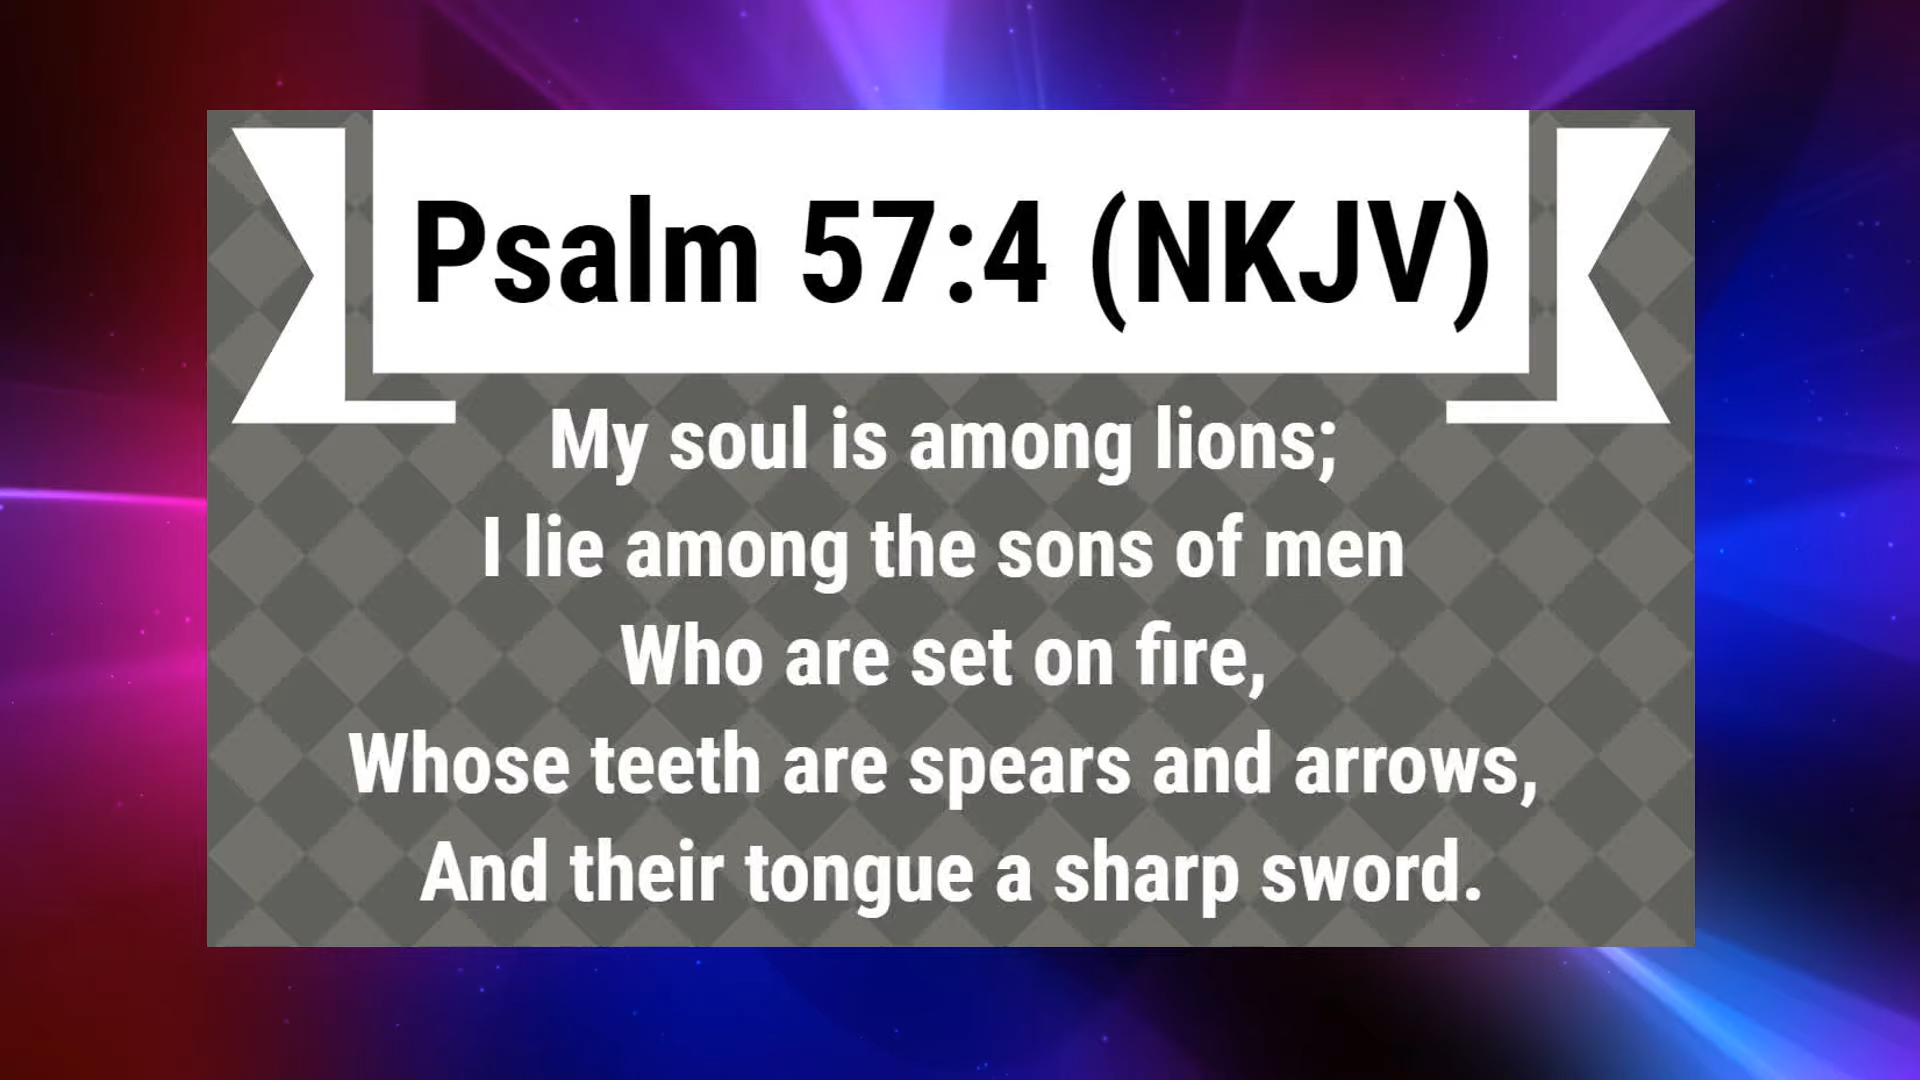 Psalm 57:4 (NKJV)
My soul is among lions;
I lie among the sons of men
Who are set on fire,
Whose teeth are spears and arrows,
And their tongue a sharp sword.